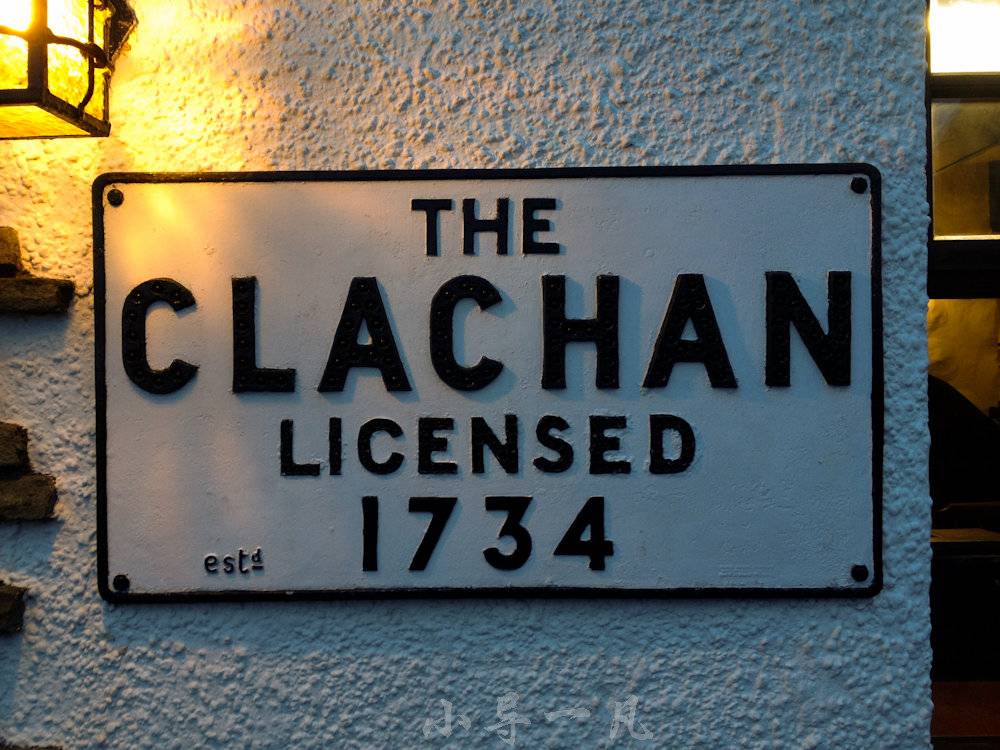 THE
CLACHAN
LICENSED
estᵈ 1734
小导一凡